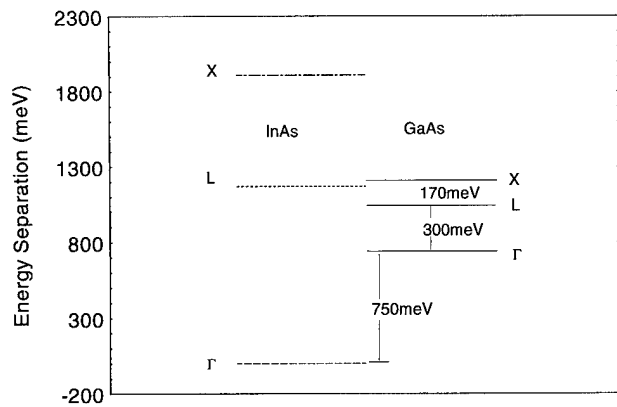 2300
X
1800
InAs
GaAs
1300
L
X
170meV
L
300meV
800
Γ
750meV
300
Γ
-200
Energy Separation (meV)